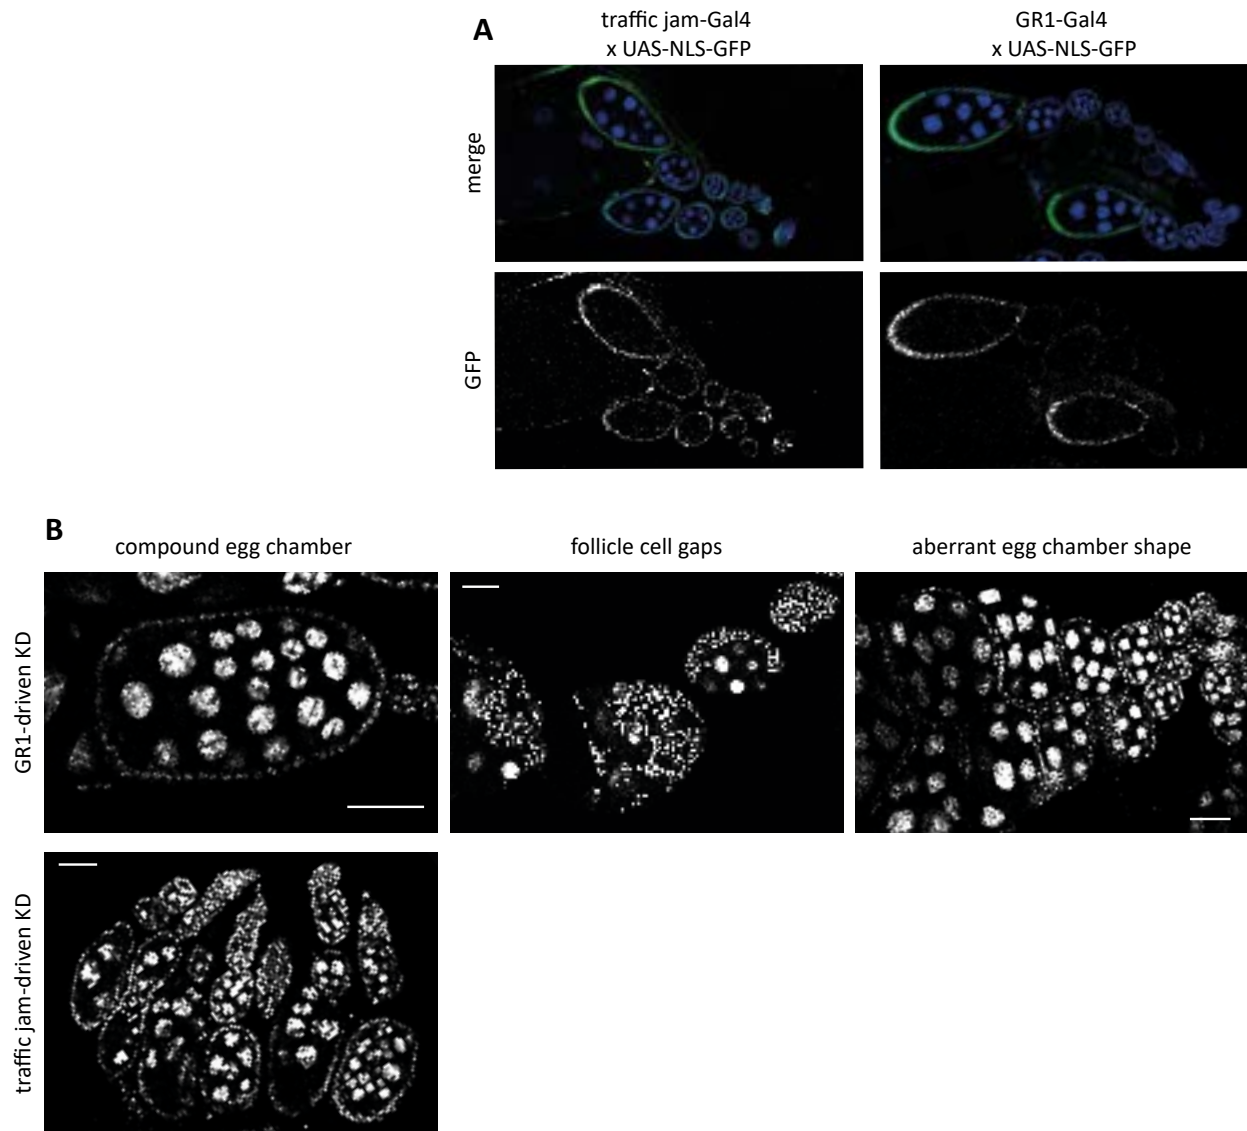 A
traffic jam-Gal4
x UAS-NLS-GFP
GR1-Gal4
x UAS-NLS-GFP
merge
GFP
B
compound egg chamber
follicle cell gaps
aberrant egg chamber shape
GR1-driven KD
traffic jam-driven KD